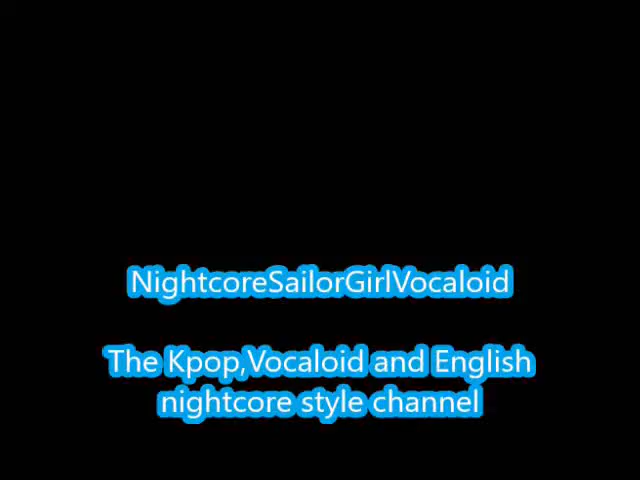 NightcoreSailorGirlVocaloid
The Kpop,Vocaloid and English
nightcore style channel